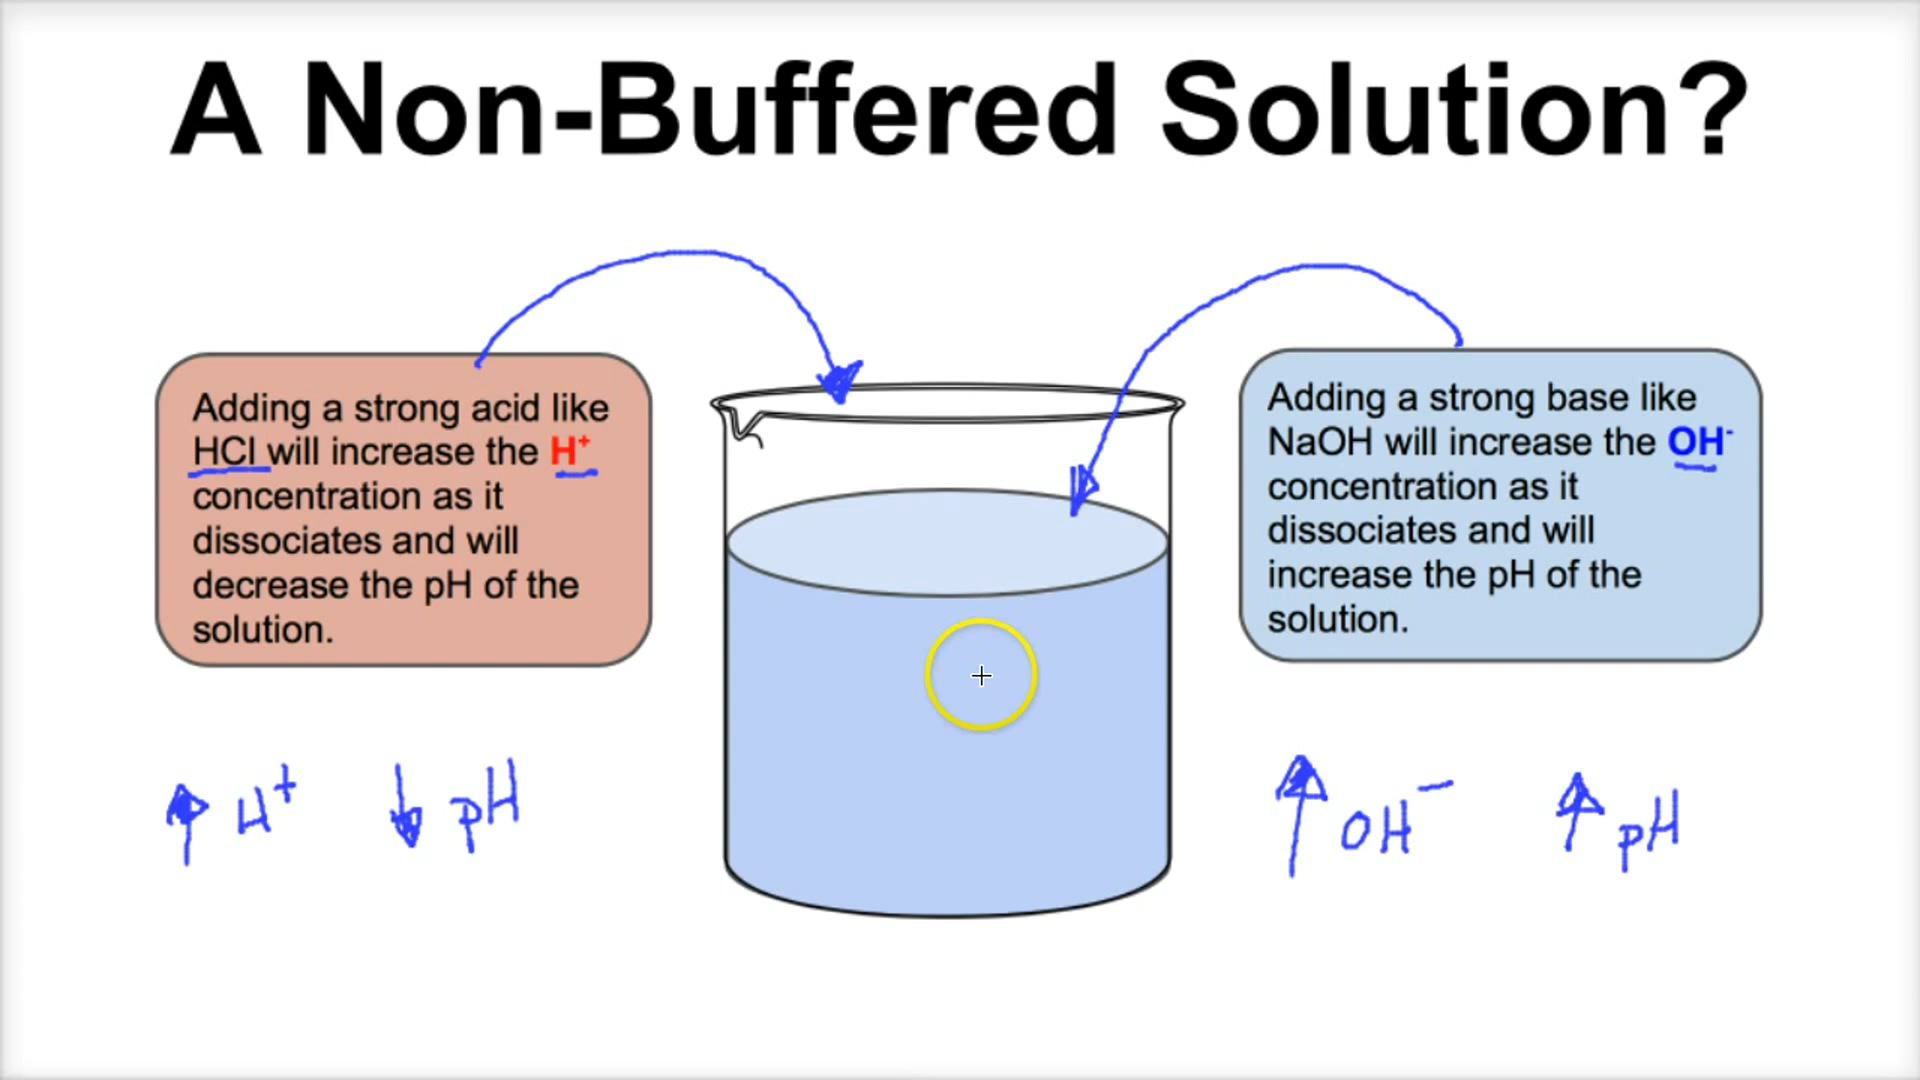 A Non-Buffered Solution?
Adding a strong acid like
HCl will increase the H⁺
concentration as it
dissociates and will
decrease the pH of the
solution.
Adding a strong base like
NaOH will increase the OH⁻
concentration as it
dissociates and will
increase the pH of the
solution.
↑ H⁺ ↓ pH
↑ OH⁻ ↑ pH